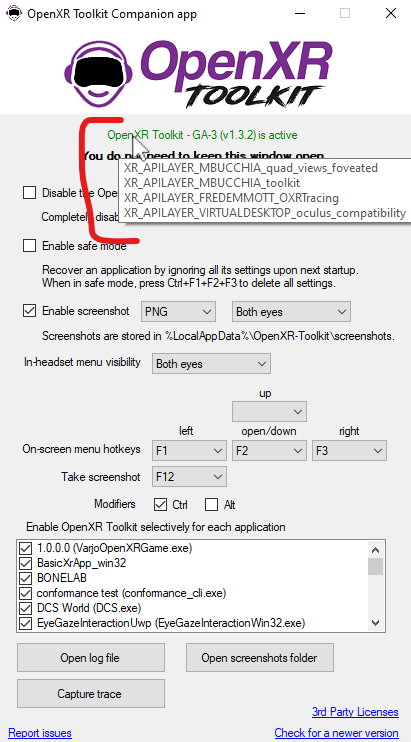 OpenXR Toolkit Companion app
OpenXR
TOOLKIT
OpenXR Toolkit - GA-3 (v1.3.2) is active
You do not need to keep this window open
XR_APILAYER_MBUCCHIA_quad_views_foveated
XR_APILAYER_MBUCCHIA_toolkit
XR_APILAYER_FREDEMMOTT_OXRTracing
XR_APILAYER_VIRTUALDESKTOP_oculus_compatibility
Disable the Ope
Completely disab
Enable safe mode
Recover an application by ignoring all its settings upon next startup.
When in safe mode, press Ctrl+F1+F2+F3 to delete all settings.
Enable screenshot PNG Both eyes
Screenshots are stored in %LocalAppData%\OpenXR-Toolkit\screenshots.
In-headset menu visibility Both eyes
up
left open/down right
On-screen menu hotkeys F1 F2 F3
Take screenshot F12
Modifiers Ctrl Alt
Enable OpenXR Toolkit selectively for each application
1.0.0.0 (VarjoOpenXRGame.exe)
BasicXrApp_win32
BONELAB
conformance test (conformance_cli.exe)
DCS World (DCS.exe)
EyeGazeInteractionUwp (EyeGazeInteractionWin32.exe)
Open log file Open screenshots folder
Capture trace
3rd Party Licenses
Report issues Check for a newer version